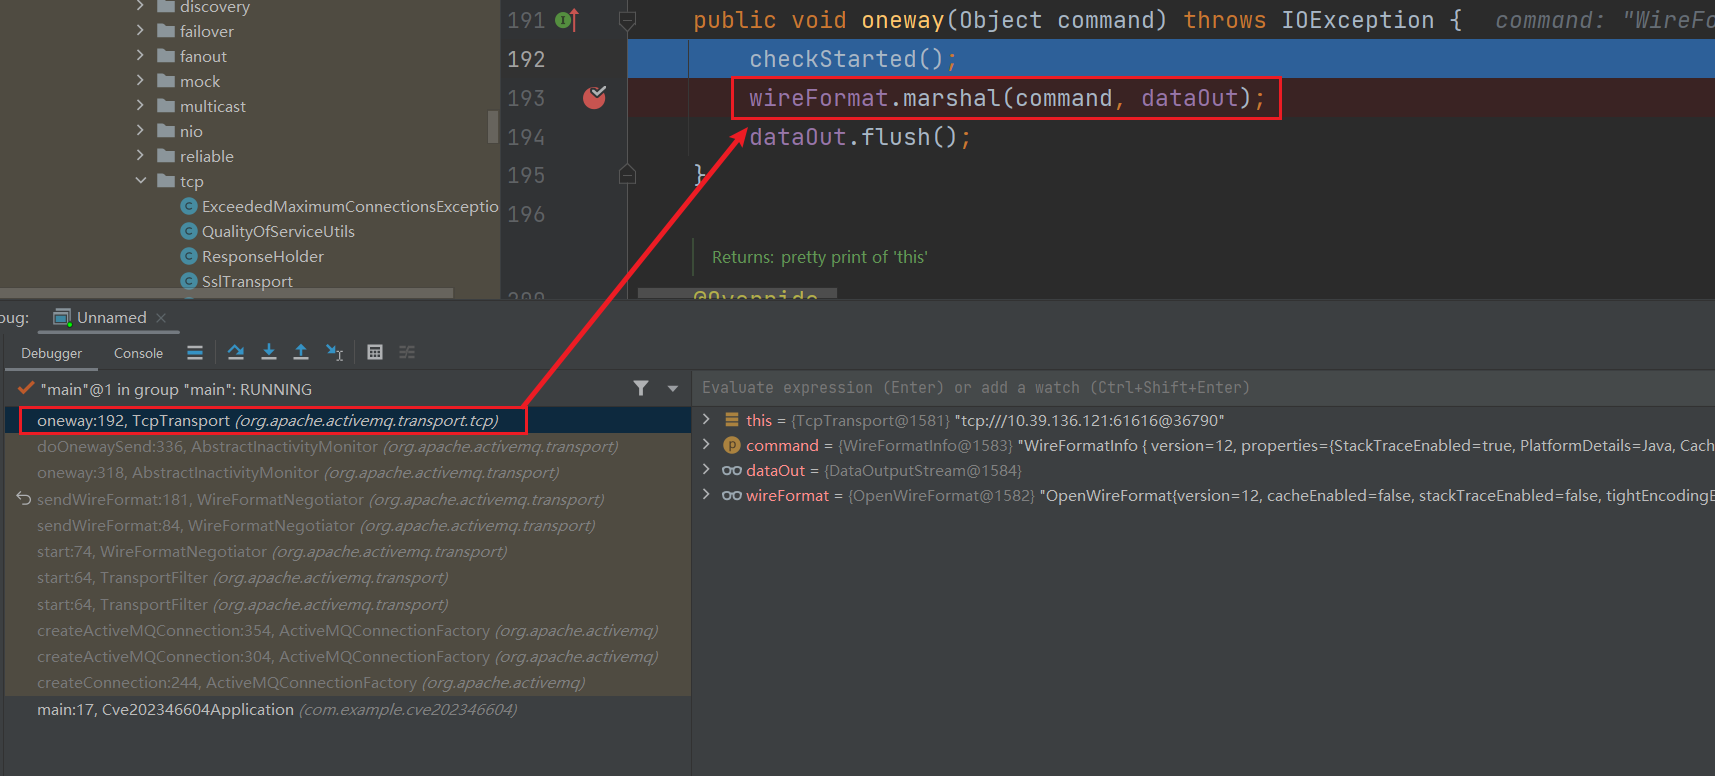 discovery
failover
fanout
mock
multicast
nio
reliable
tcp
ExceededMaximumConnectionsExceptio
QualityOfServiceUtils
ResponseHolder
SslTransport
191 public void oneway(Object command) throws IOException { command: "WireFo
192 checkStarted();
193 wireFormat.marshal(command, dataOut);
194 dataOut.flush();
195 }
196
Returns: pretty print of 'this'
@Override
bug: Unnamed
Debugger Console
"main"@1 in group "main": RUNNING
oneway:192, TcpTransport (org.apache.activemq.transport.tcp)
doOnewaySend:336, AbstractInactivityMonitor (org.apache.activemq.transport)
oneway:318, AbstractInactivityMonitor (org.apache.activemq.transport)
sendWireFormat:181, WireFormatNegotiator (org.apache.activemq.transport)
sendWireFormat:84, WireFormatNegotiator (org.apache.activemq.transport)
start:74, WireFormatNegotiator (org.apache.activemq.transport)
start:64, TransportFilter (org.apache.activemq.transport)
start:64, TransportFilter (org.apache.activemq.transport)
createActiveMQConnection:354, ActiveMQConnectionFactory (org.apache.activemq)
createActiveMQConnection:304, ActiveMQConnectionFactory (org.apache.activemq)
createConnection:244, ActiveMQConnectionFactory (org.apache.activemq)
main:17, Cve202346604Application (com.example.cve202346604)
Evaluate expression (Enter) or add a watch (Ctrl+Shift+Enter)
this = {TcpTransport@1581} "tcp:///10.39.136.121:61616@36790"
command = {WireFormatInfo@1583} "WireFormatInfo { version=12, properties={StackTraceEnabled=true, PlatformDetails=Java, Cach
dataOut = {DataOutputStream@1584}
wireFormat = {OpenWireFormat@1582} "OpenWireFormat{version=12, cacheEnabled=false, stackTraceEnabled=false, tightEncodingE